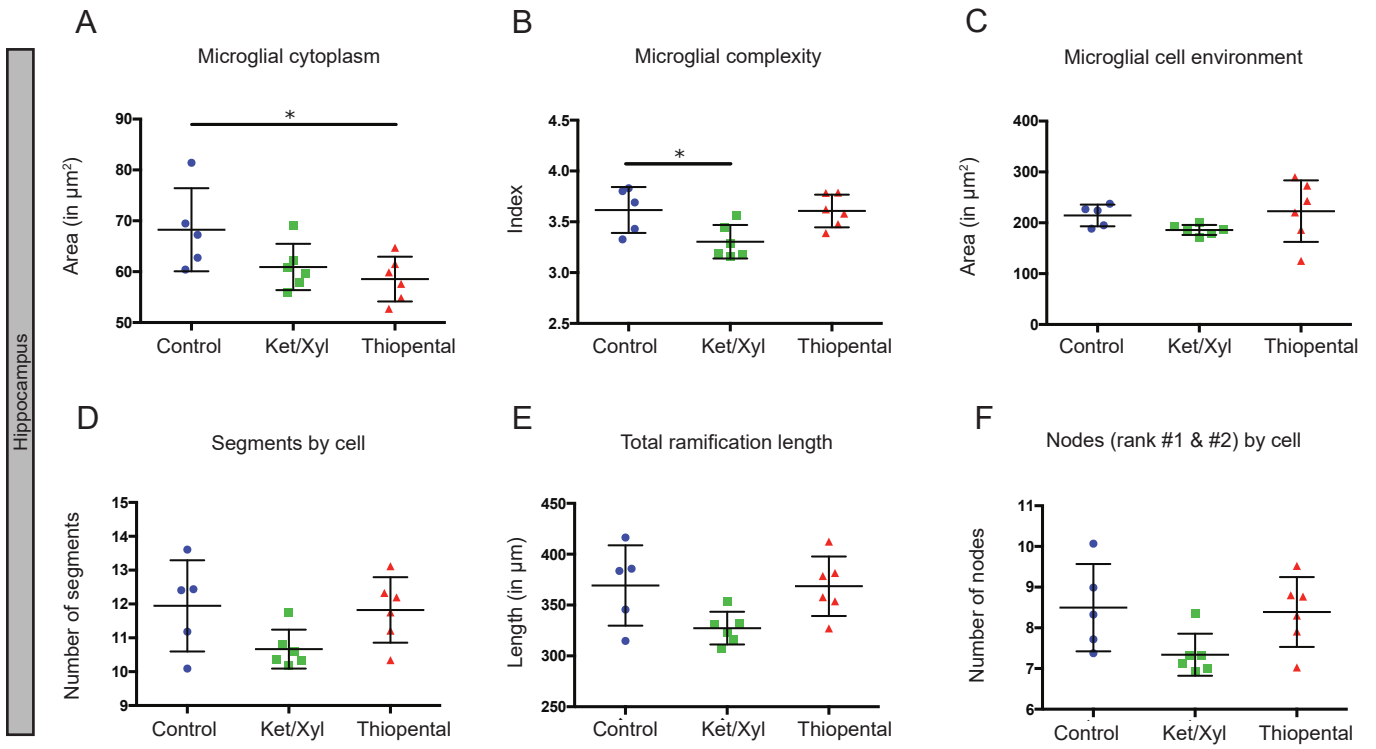 Hippocampus
A
Microglial cytoplasm
Area (in μm²)
90
80
70
60
50
*
Control
Ket/Xyl
Thiopental
B
Microglial complexity
Index
4.5
4.0
3.5
3.0
2.5
*
Control
Ket/Xyl
Thiopental
C
Microglial cell environment
Area (in μm²)
400
300
200
100
0
Control
Ket/Xyl
Thiopental
D
Segments by cell
Number of segments
15
14
13
12
11
10
9
Control
Ket/Xyl
Thiopental
E
Total ramification length
Length (in μm)
450
400
350
300
250
Control
Ket/Xyl
Thiopental
F
Nodes (rank #1 & #2) by cell
Number of nodes
11
10
9
8
7
6
Control
Ket/Xyl
Thiopental